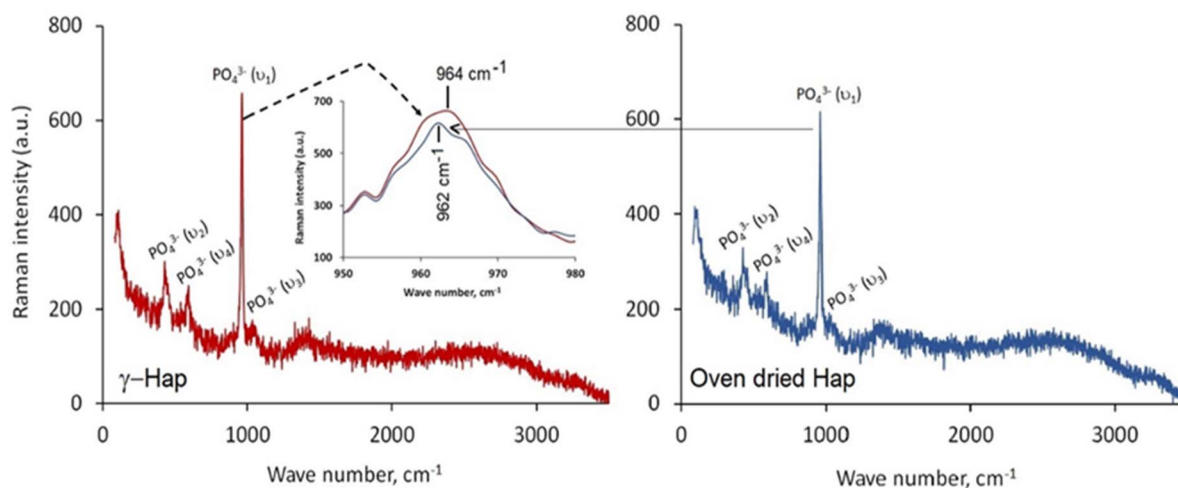 800
600
400
200
0
Raman intensity (a.u.)
PO₄³⁻ (υ₂)
PO₄³⁻ (υ₄)
PO₄³⁻ (υ₁)
PO₄³⁻ (υ₃)
γ–Hap
0 1000 2000 3000
Wave number, cm⁻¹
964 cm⁻¹
962 cm⁻¹
700
500
300
100
Raman intensity (a.u.)
950 960 970 980
Wave number, cm⁻¹
800
600
400
200
0
PO₄³⁻ (υ₁)
PO₄³⁻ (υ₂)
PO₄³⁻ (υ₄)
PO₄³⁻ (υ₃)
Oven dried Hap
0 1000 2000 3000
Wave number, cm⁻¹